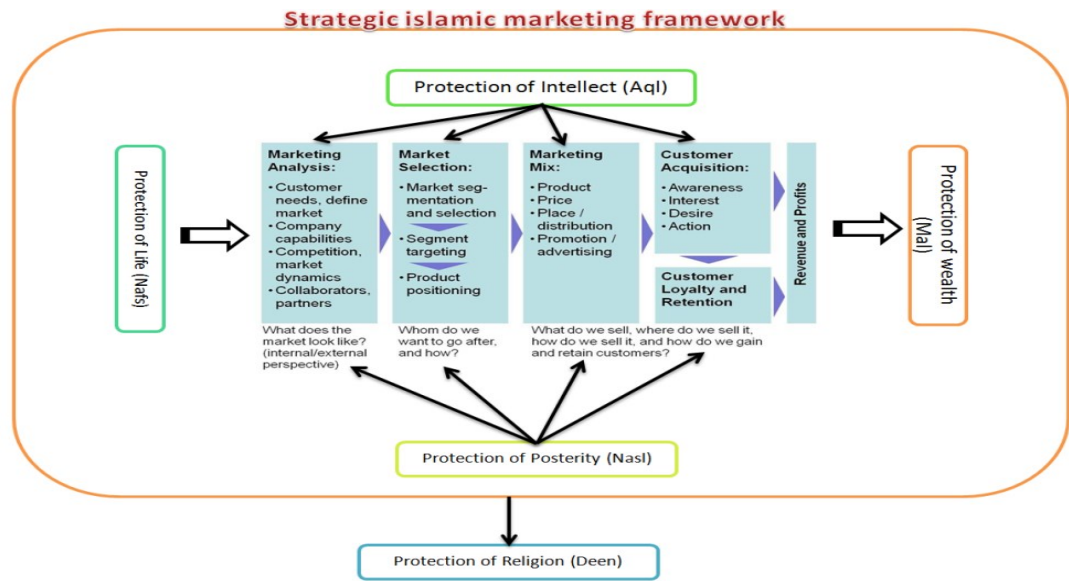 Strategic islamic marketing framework
Protection of Intellect (Aql)
Protection of Life (Nafs)
Marketing
Analysis:
• Customer
needs, define
market
• Company
capabilities
• Competition,
market
dynamics
• Collaborators,
partners
What does the
market look like?
(internal/external
perspective)
Market
Selection:
• Market seg-
mentation
and selection
• Segment
targeting
• Product
positioning
Whom do we
want to go after,
and how?
Marketing
Mix:
• Product
• Price
• Place /
distribution
• Promotion /
advertising
Customer
Acquisition:
• Awareness
• Interest
• Desire
• Action
Customer
Loyalty and
Retention
What do we sell, where do we sell it,
how do we sell it, and how do we gain
and retain customers?
Revenue and Profits
Protection of wealth
(Mal)
Protection of Posterity (Nasl)
Protection of Religion (Deen)